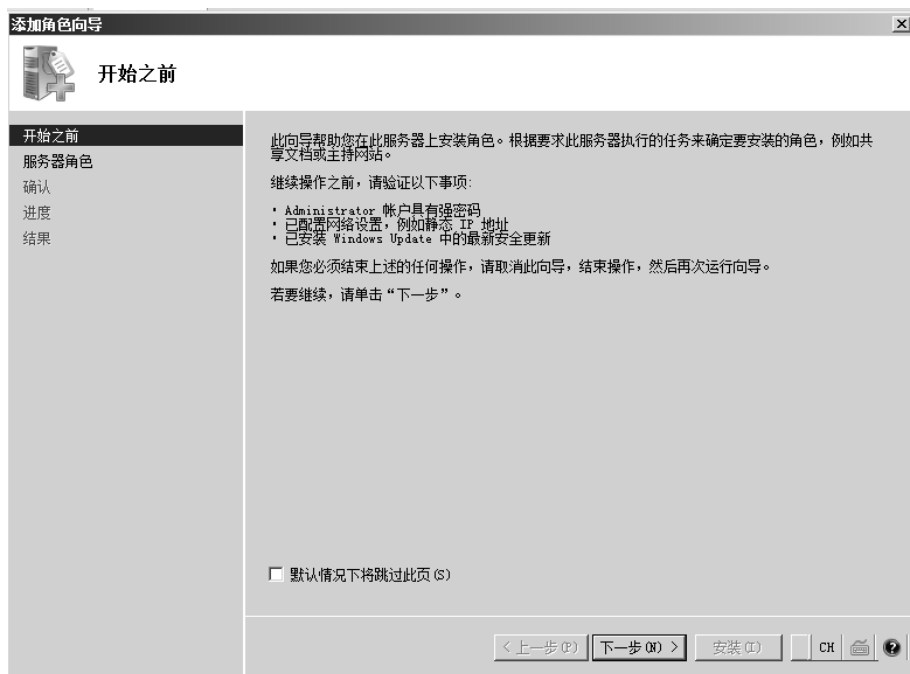 添加角色向导
开始之前
开始之前
服务器角色
确认
进度
结果
此向导帮助您在此服务器上安装角色。根据要求此服务器执行的任务来确定要安装的角色，例如共
享文档或主持网站。
继续操作之前，请验证以下事项:
· Administrator 帐户具有强密码
· 已配置网络设置，例如静态 IP 地址
· 已安装 Windows Update 中的最新安全更新
如果您必须结束上述的任何操作，请取消此向导，结束操作，然后再次运行向导。
若要继续，请单击“下一步”。
默认情况下将跳过此页(S)
< 上一步(P)
下一步(N) >
安装(I)
CH
?